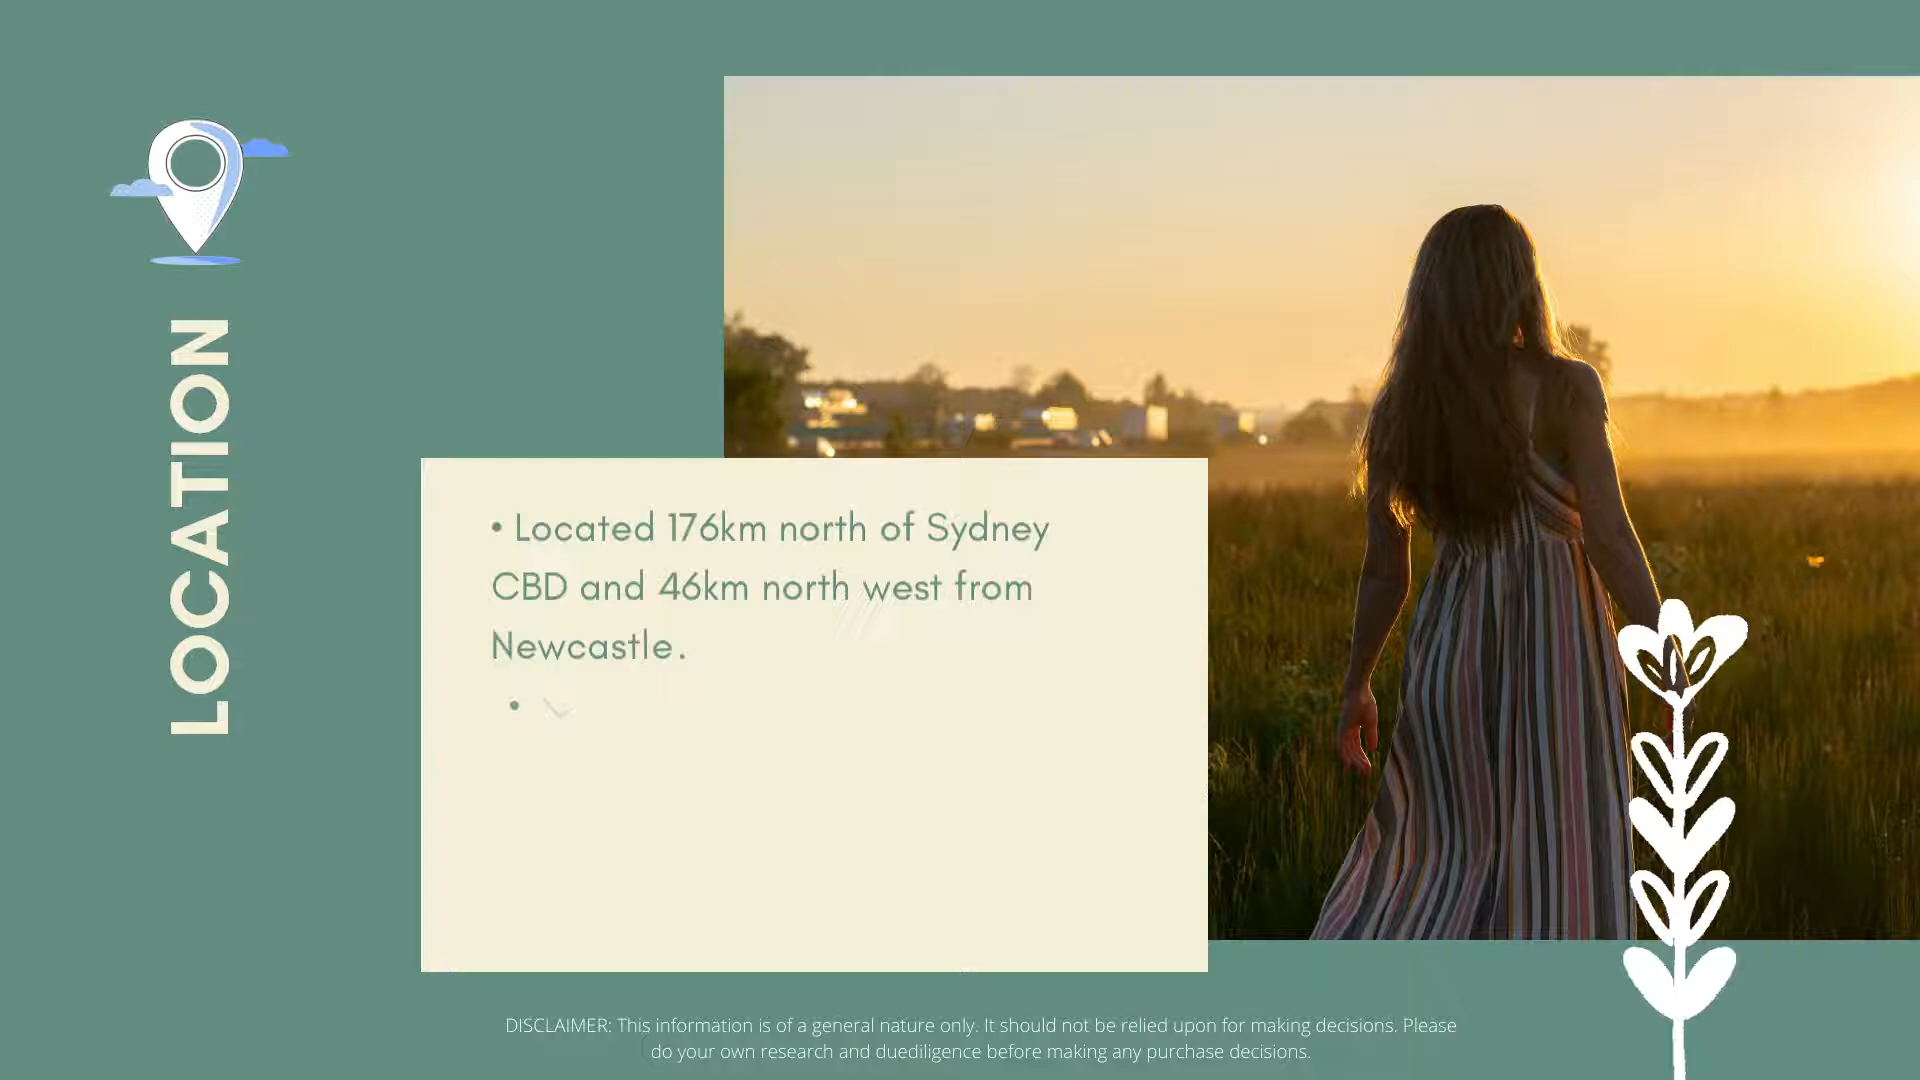 LOCATION
• Located 176km north of Sydney
CBD and 46km north west from
Newcastle.
•
DISCLAIMER: This information is of a general nature only. It should not be relied upon for making decisions. Please
do your own research and duediligence before making any purchase decisions.